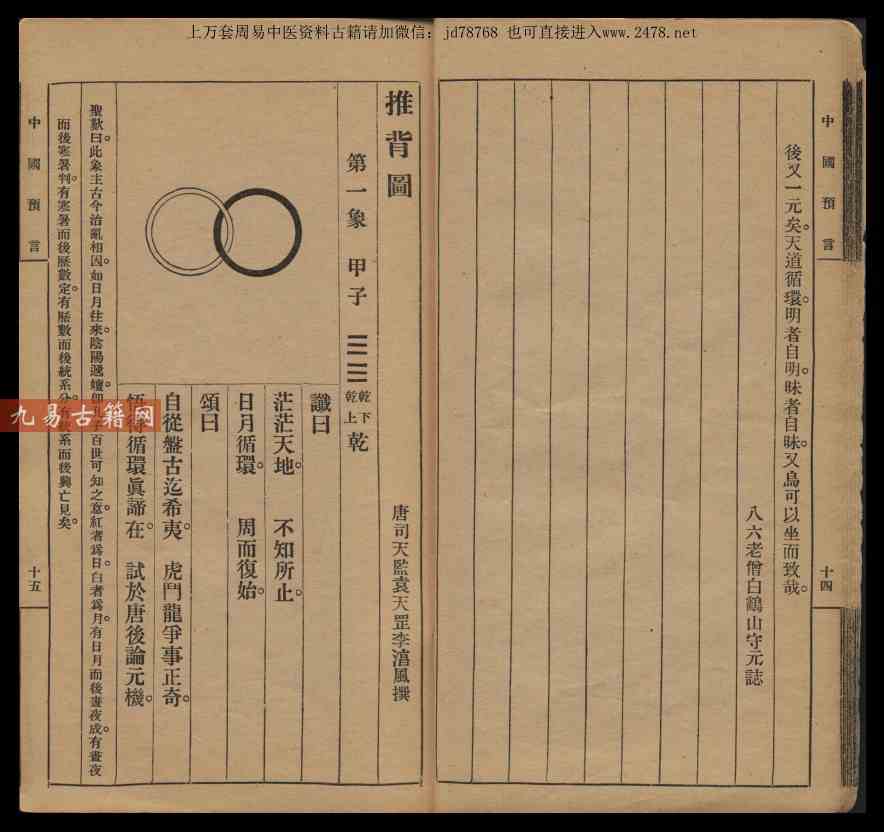 上万套周易中医资料古籍请加微信：jd78768 也可直接进入www.2478.net
中國預言
十四
後又一元矣。天道循環。明者自明。昧者自昧。又烏可以坐而致哉。
八六老僧白鶴山守元誌
推背圖
唐司天監袁天罡李淳風撰
第一象 甲子 ䷀ 乾下乾上 乾
讖曰
茫茫天地。 不知所止。
日月循環。 周而復始。
頌曰
自從盤古迄希夷。 虎鬥龍爭事正奇。
悟得循環眞諦在。 試於唐後論元機。
聖歎曰。此象主古今治亂相因。如日月往來。陰陽遞嬗。卽孔子百世可知之意。紅者爲日。白者爲月。有日月而後晝夜成。有晝夜
而後寒暑判。有寒暑而後歷數定。有歷數而後統系分。有統系而後興亡見矣。
中國預言
十五
九易古籍网